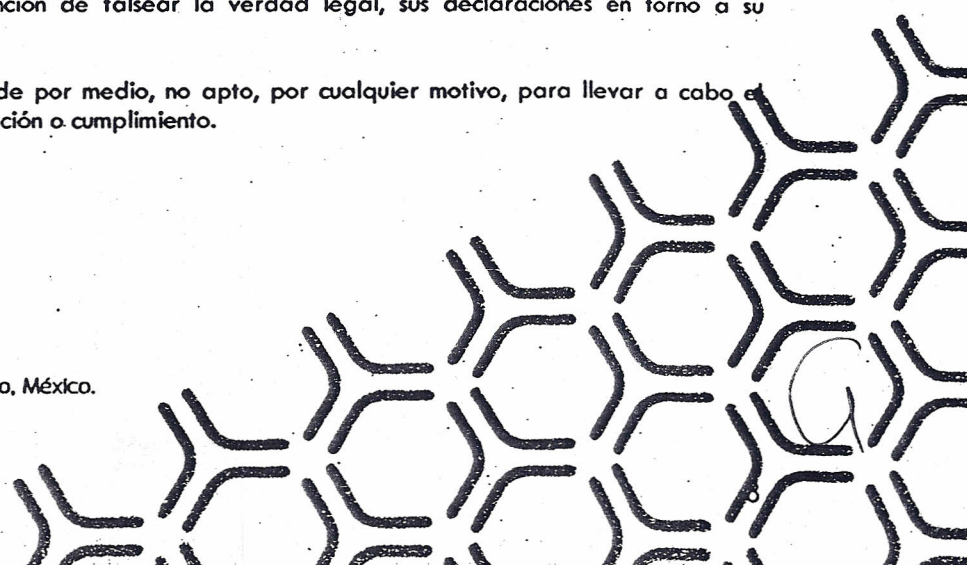 de falsear la verdad legal, sus declaraciones en torno a su
de por medio, no apto, por cualquier motivo, para llevar a cabo el
ción o cumplimiento.
o, México.